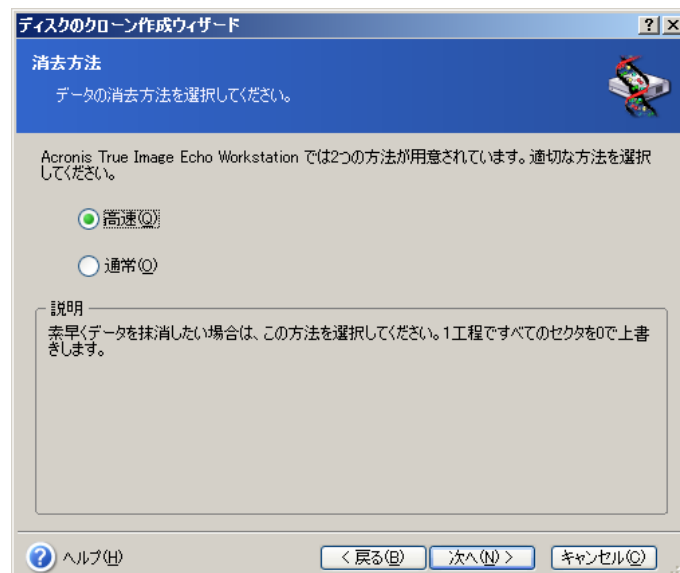 ディスクのクローン作成ウィザード
消去方法
データの消去方法を選択してください。
Acronis True Image Echo Workstation では2つの方法が用意されています。適切な方法を選択
してください。
高速(Q)
通常(O)
説明
素早くデータを抹消したい場合は、この方法を選択してください。1工程ですべてのセクタを0で上書
きします。
ヘルプ(H)
< 戻る(B)
次へ(N) >
キャンセル(C)